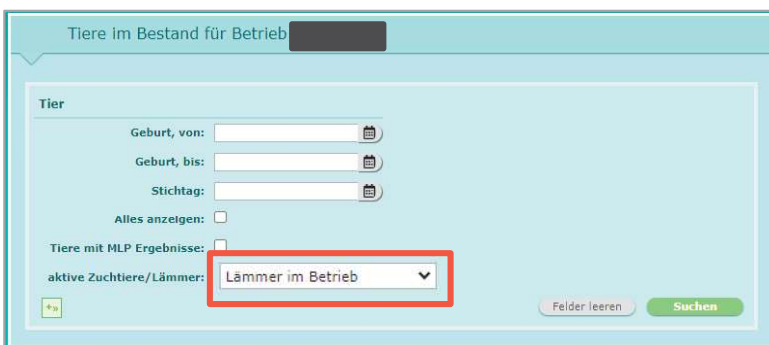 Tiere im Bestand für Betrieb
Tier
Geburt, von:
Geburt, bis:
Stichtag:
Alles anzeigen:
Tiere mit MLP Ergebnisse:
aktive Zuchttiere/Lämmer: Lämmer im Betrieb
Felder leeren Suchen